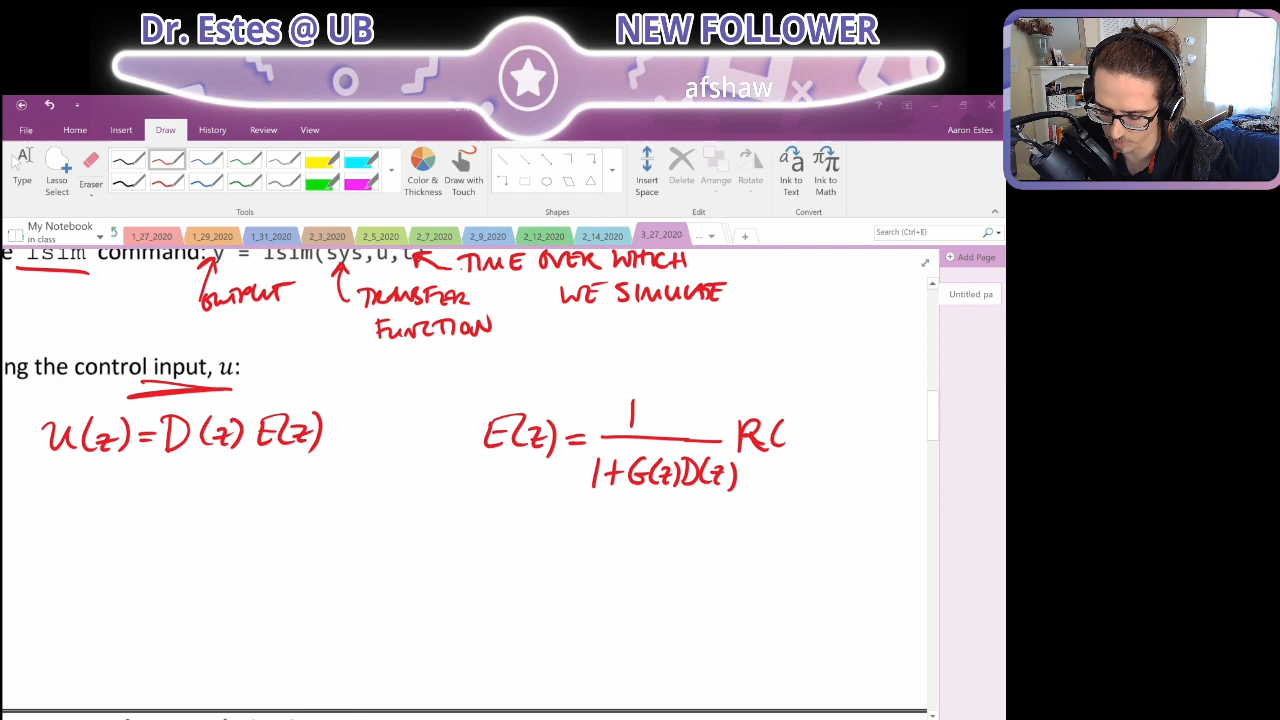 Dr. Estes @ UB
NEW FOLLOWER
afshaw
File Home Insert Draw History Review View
Aaron Estes
Type
Lasso Select
Eraser
Color & Thickness
Draw with Touch
Insert Space
Delete
Arrange
Rotate
Ink to Text
Ink to Math
Tools
Shapes
Edit
Convert
My Notebook
in class
1_27_2020 1_29_2020 1_31_2020 2_3_2020 2_5_2020 2_7_2020 2_9_2020 2_12_2020 2_14_2020 3_27_2020 ...
Search (Ctrl+E)
Add Page
Untitled pa
e lsim command: y = lsim(sys,u,t
TIME OVER WHICH
WE SIMULATE
OUTPUT
TRANSFER
FUNCTION
ng the control input, u:
U(z) = D(z) E(z)
E(z) = 1 / 1+G(z)D(z) R(